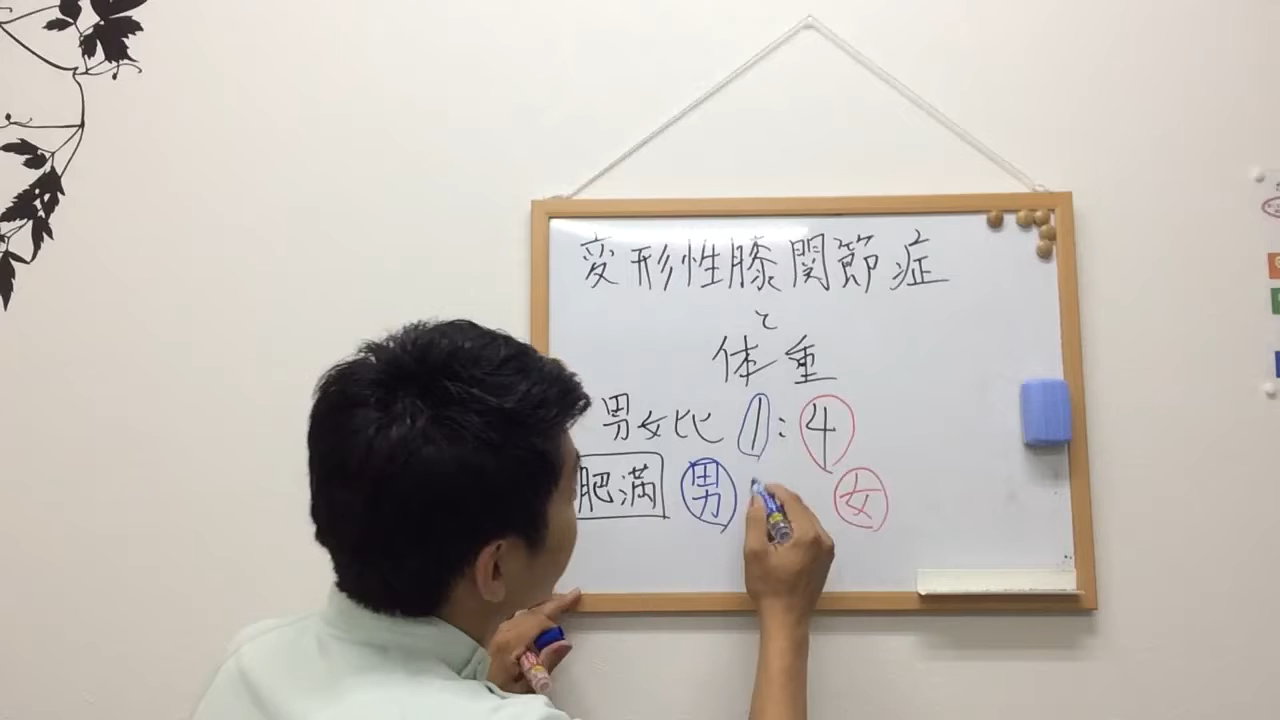 変形性膝関節症
と
体重
男女比 1:4
肥満 男 女